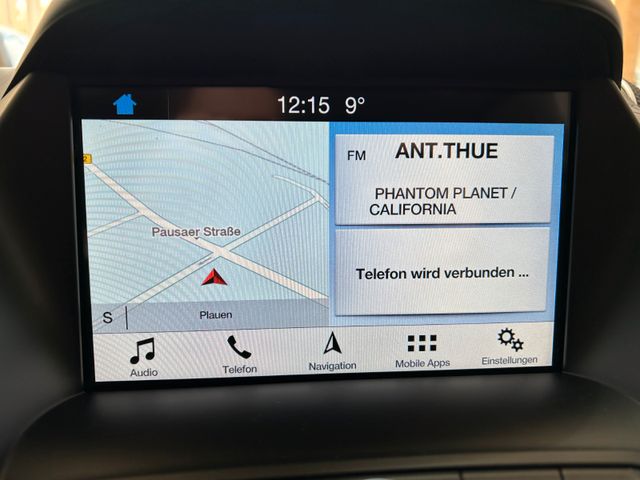 12:15 9°
FM ANT.THUE
PHANTOM PLANET /
CALIFORNIA
Pausaer Straße
Telefon wird verbunden ...
S Plauen
Audio Telefon Navigation Mobile Apps Einstellungen